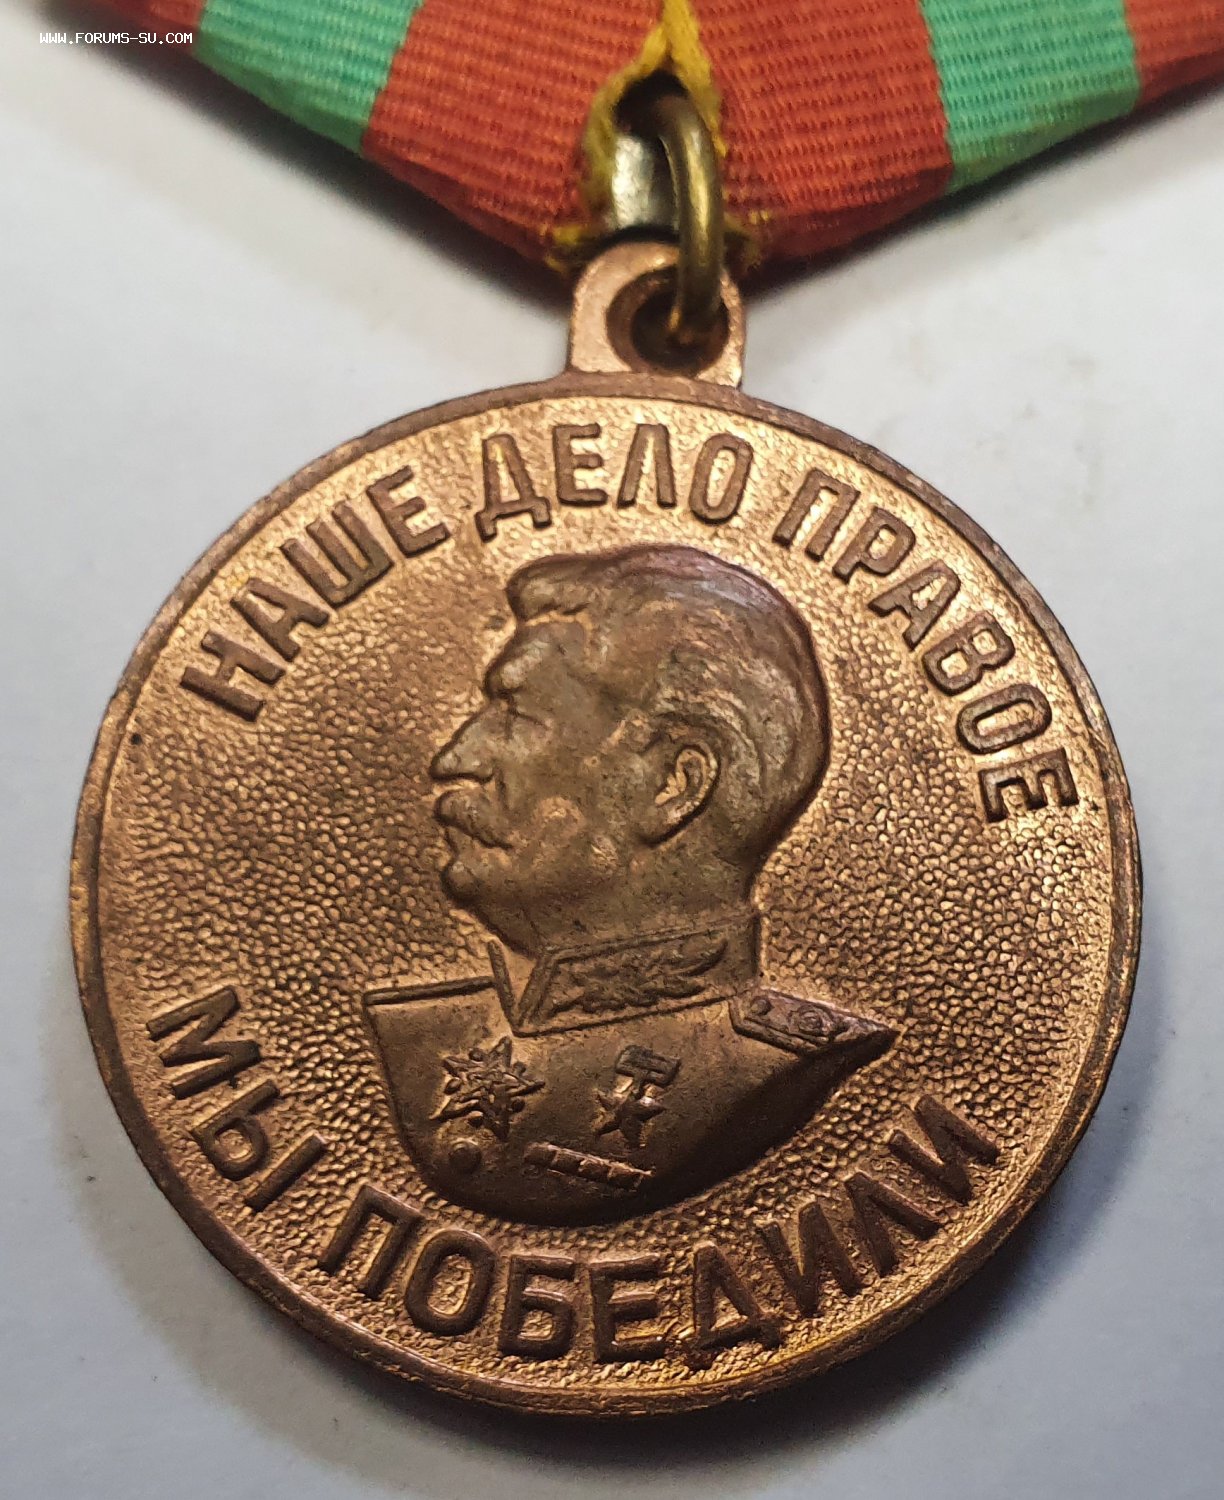 WWW.FORUMS-SU.COM
НАШЕ ДЕЛО ПРАВОЕ
МЫ ПОБЕДИЛИ